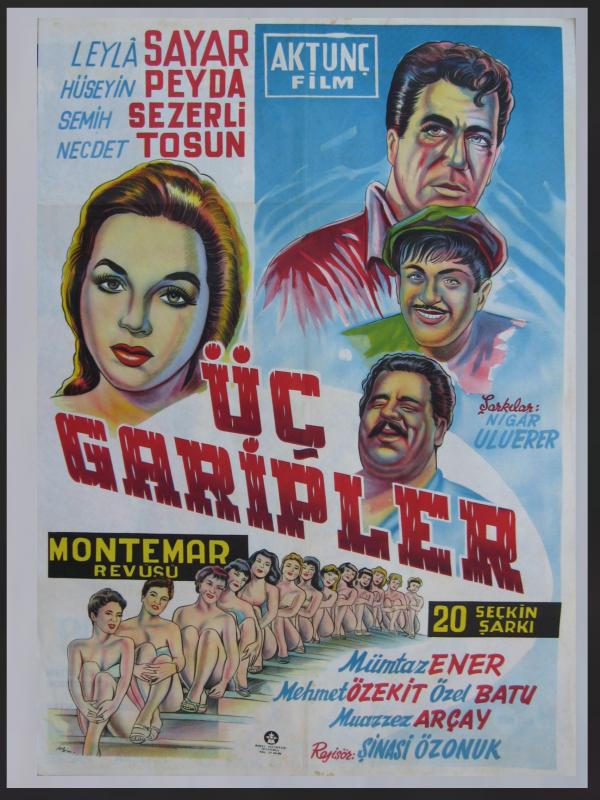 LEYLÂ SAYAR
HÜSEYİN PEYDA
SEMİH SEZERLİ
NECDET TOSUN
AKTUNÇ
FİLM
ÜÇ
GARİPLER
Şarkılar:
NİGÂR
ULUERER
MONTEMAR
REVÜSÜ
20 SEÇKİN
ŞARKI
Mümtaz ENER
Mehmet ÖZEKİT Özel BATU
Muazzez ARÇAY
Rejisör: ŞİNASİ ÖZONUK